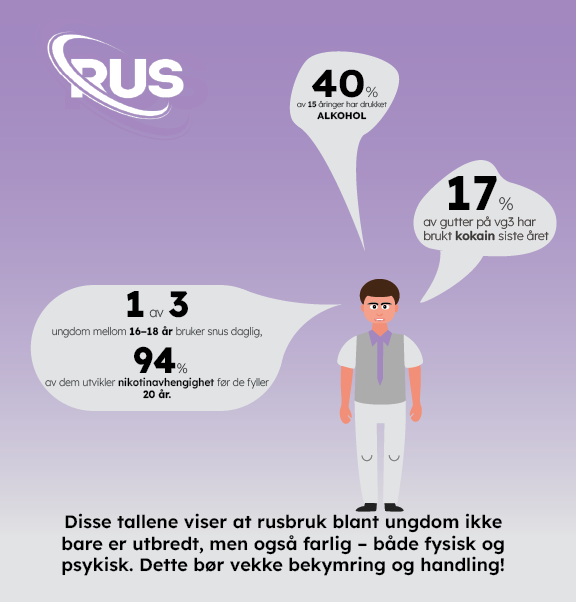 RUS
40%
av 15 åringer har drukket
ALKOHOL
17%
av gutter på vg3 har
brukt kokain siste året
1 av 3
ungdom mellom 16–18 år bruker snus daglig,
94%
av dem utvikler nikotinavhengighet før de fyller
20 år.
Disse tallene viser at rusbruk blant ungdom ikke
bare er utbredt, men også farlig – både fysisk og
psykisk. Dette bør vekke bekymring og handling!